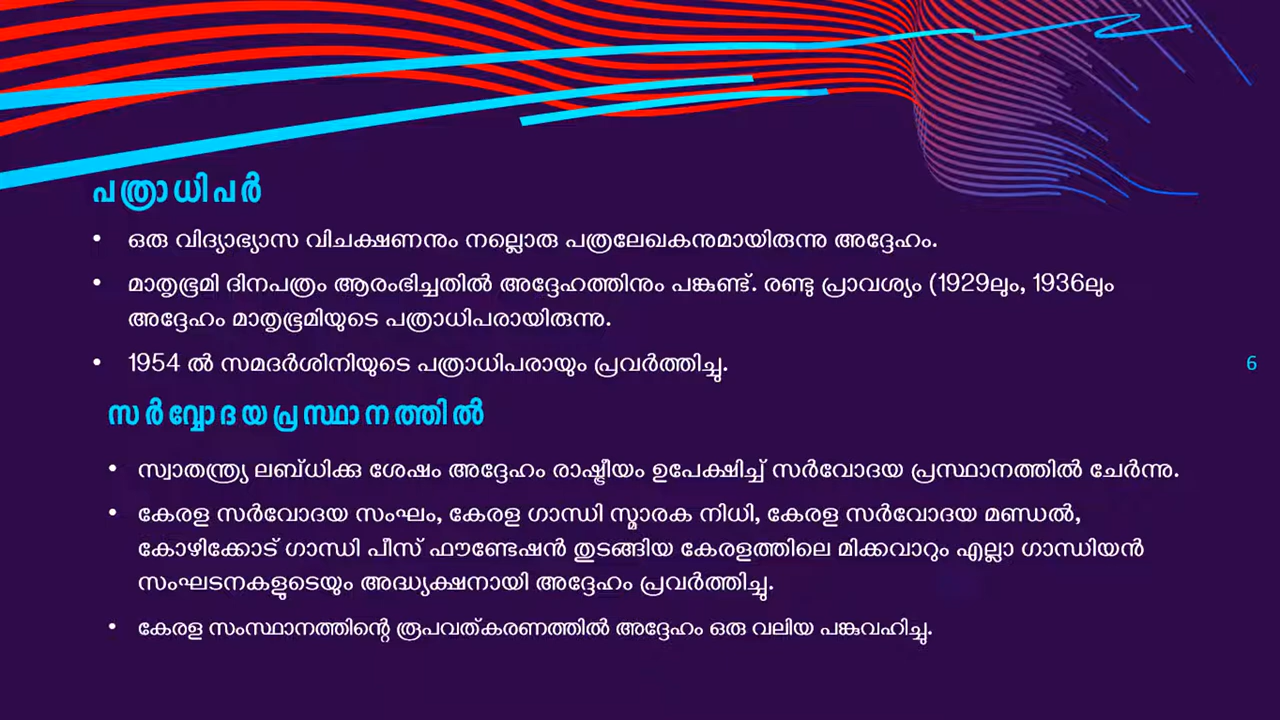 പത്രാധിപർ
• ഒരു വിദ്യാഭ്യാസ വിചക്ഷണനും നല്ലൊരു പത്രലേഖകനുമായിരുന്നു അദ്ദേഹം.
• മാതൃഭൂമി ദിനപത്രം ആരംഭിച്ചതിൽ അദ്ദേഹത്തിനും പങ്കുണ്ട്. രണ്ടു പ്രാവശ്യം (1929ലും, 1936ലും
അദ്ദേഹം മാതൃഭൂമിയുടെ പത്രാധിപരായിരുന്നു.
• 1954 ൽ സമദർശിനിയുടെ പത്രാധിപരായും പ്രവർത്തിച്ചു.
6
സർവ്വോദയപ്രസ്ഥാനത്തിൽ
• സ്വാതന്ത്ര്യ ലബ്ധിക്കു ശേഷം അദ്ദേഹം രാഷ്ട്രീയം ഉപേക്ഷിച്ച് സർവോദയ പ്രസ്ഥാനത്തിൽ ചേർന്നു.
• കേരള സർവോദയ സംഘം, കേരള ഗാന്ധി സ്മാരക നിധി, കേരള സർവോദയ മണ്ഡൽ,
കോഴിക്കോട് ഗാന്ധി പീസ് ഫൗണ്ടേഷൻ തുടങ്ങിയ കേരളത്തിലെ മിക്കവാറും എല്ലാ ഗാന്ധിയൻ
സംഘടനകളുടെയും അദ്ധ്യക്ഷനായി അദ്ദേഹം പ്രവർത്തിച്ചു.
• കേരള സംസ്ഥാനത്തിന്റെ രൂപവത്കരണത്തിൽ അദ്ദേഹം ഒരു വലിയ പങ്കുവഹിച്ചു.